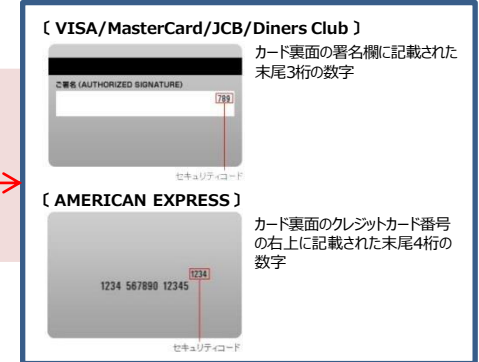 〔 VISA/MasterCard/JCB/Diners Club 〕
カード裏面の署名欄に記載された
末尾3桁の数字
ご署名 (AUTHORIZED SIGNATURE)
789
セキュリティコード
〔 AMERICAN EXPRESS 〕
カード裏面のクレジットカード番号
の右上に記載された末尾4桁の
数字
1234
1234 567890 12345
セキュリティコード